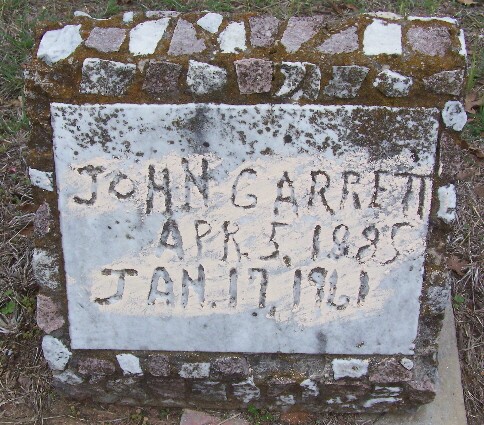 JOHN GARRETT
APR 5, 1885
JAN. 17, 1961